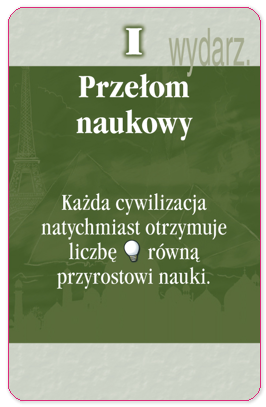 I
wydarz.
Przełom
naukowy
Każda cywilizacja
natychmiast otrzymuje
liczbę równą
przyrostowi nauki.